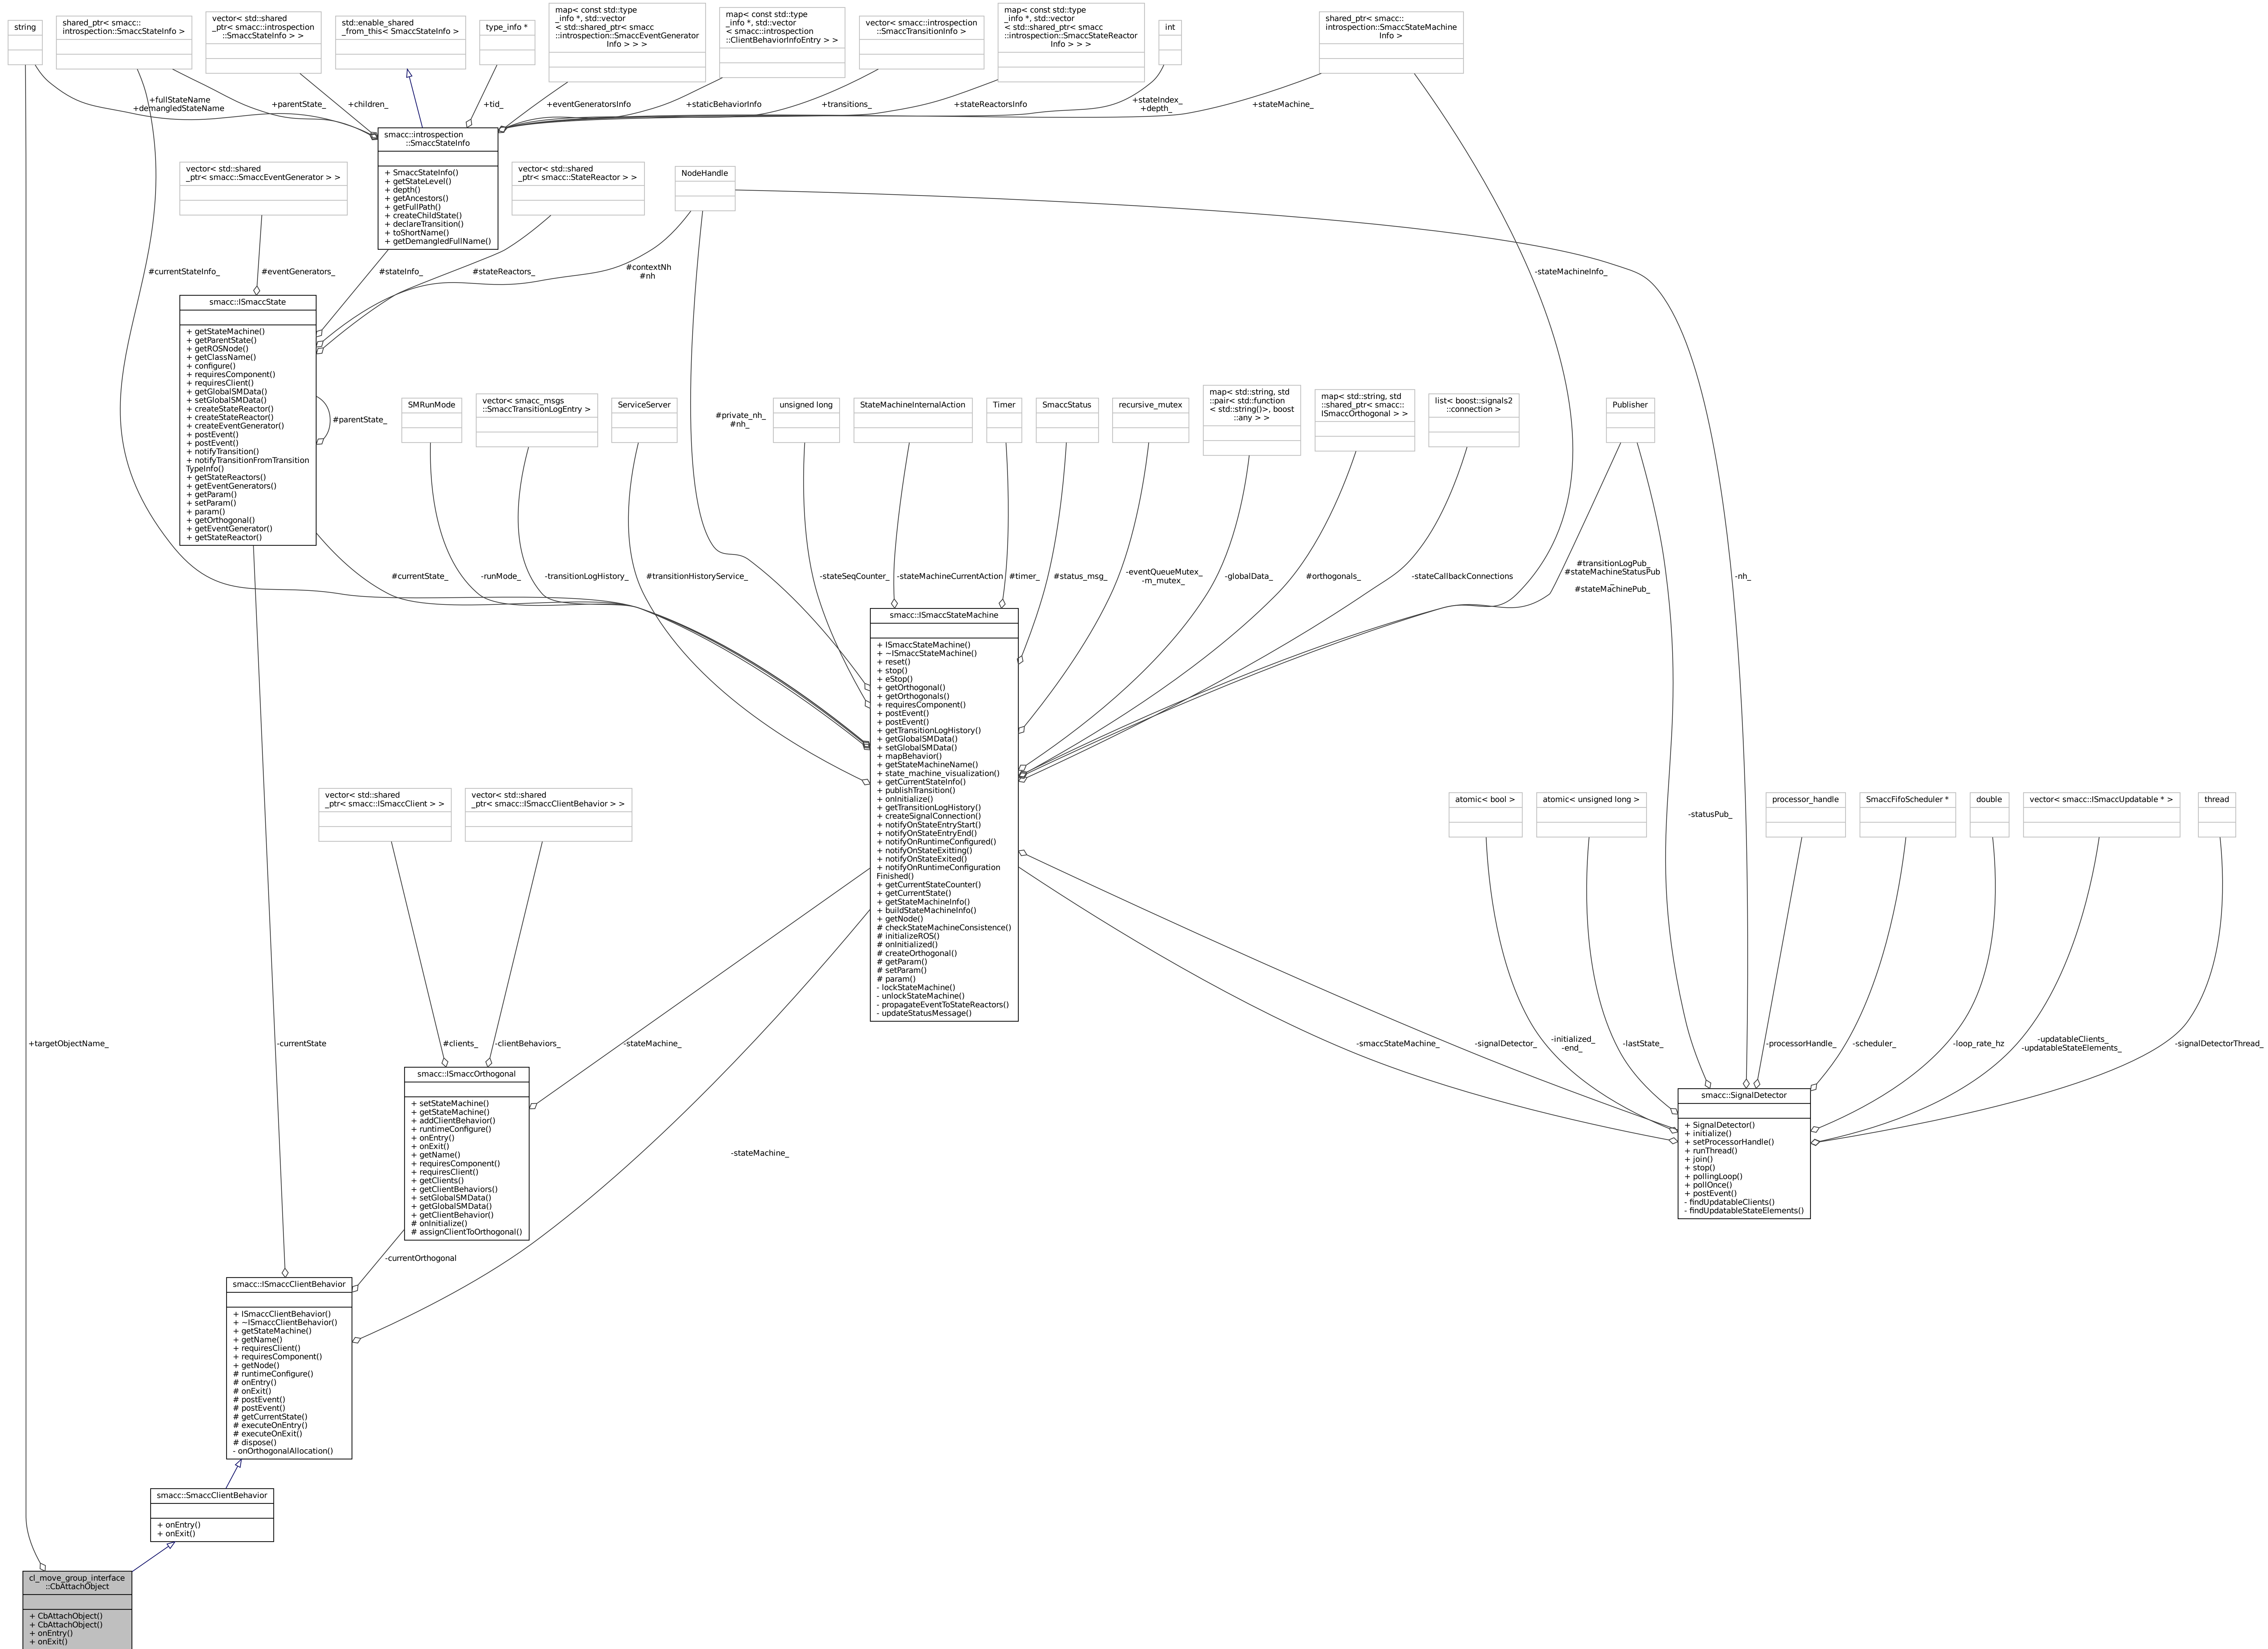 string
shared_ptr< smacc::
introspection::SmaccStateInfo >
vector< std::shared
_ptr< smacc::introspection
::SmaccStateInfo > >
std::enable_shared
_from_this< SmaccStateInfo >
type_info *
map< const std::type
_info *, std::vector
< std::shared_ptr< smacc
::introspection::SmaccEventGenerator
Info > > >
map< const std::type
_info *, std::vector
< smacc::introspection
::ClientBehaviorInfoEntry > >
vector< smacc::introspection
::SmaccTransitionInfo >
map< const std::type
_info *, std::vector
< std::shared_ptr< smacc
::introspection::SmaccStateReactor
Info > > >
int
shared_ptr< smacc::
introspection::SmaccStateMachine
Info >
+fullStateName
+demangledStateName
+parentState_
+children_
+tid_
+eventGeneratorsInfo
+staticBehaviorInfo
+transitions_
+stateReactorsInfo
+stateIndex_
+depth_
+stateMachine_
smacc::introspection
::SmaccStateInfo
+ SmaccStateInfo()
+ getStateLevel()
+ depth()
+ getAncestors()
+ getFullPath()
+ createChildState()
+ declareTransition()
+ toShortName()
+ getDemangledFullName()
vector< std::shared
_ptr< smacc::SmaccEventGenerator > >
vector< std::shared
_ptr< smacc::StateReactor > >
NodeHandle
#currentStateInfo_
#eventGenerators_
#stateInfo_
#stateReactors_
#contextNh
#nh
-stateMachineInfo_
smacc::ISmaccState
+ getStateMachine()
+ getParentState()
+ getROSNode()
+ getClassName()
+ configure()
+ requiresComponent()
+ requiresClient()
+ getGlobalSMData()
+ setGlobalSMData()
+ createStateReactor()
+ createStateReactor()
+ createEventGenerator()
+ postEvent()
+ postEvent()
+ notifyTransition()
+ notifyTransitionFromTransition
TypeInfo()
+ getStateReactors()
+ getEventGenerators()
+ getParam()
+ setParam()
+ param()
+ getOrthogonal()
+ getEventGenerator()
+ getStateReactor()
#parentState_
SMRunMode
vector< smacc_msgs
::SmaccTransitionLogEntry >
ServiceServer
#private_nh_
#nh_
unsigned long
StateMachineInternalAction
Timer
SmaccStatus
recursive_mutex
map< std::string, std
::pair< std::function
< std::string()>, boost
::any > >
map< std::string, std
::shared_ptr< smacc::
ISmaccOrthogonal > >
list< boost::signals2
::connection >
Publisher
#currentState_
-runMode_
-transitionLogHistory_
#transitionHistoryService_
-stateSeqCounter_
-stateMachineCurrentAction
#timer_
#status_msg_
-eventQueueMutex_
-m_mutex_
-globalData_
#orthogonals_
-stateCallbackConnections
#transitionLogPub_
#stateMachineStatusPub
_
#stateMachinePub_
-nh_
smacc::ISmaccStateMachine
+ ISmaccStateMachine()
+ ~ISmaccStateMachine()
+ reset()
+ stop()
+ eStop()
+ getOrthogonal()
+ getOrthogonals()
+ requiresComponent()
+ postEvent()
+ postEvent()
+ getTransitionLogHistory()
+ getGlobalSMData()
+ setGlobalSMData()
+ mapBehavior()
+ getStateMachineName()
+ state_machine_visualization()
+ getCurrentStateInfo()
+ publishTransition()
+ onInitialize()
+ getTransitionLogHistory()
+ createSignalConnection()
+ notifyOnStateEntryStart()
+ notifyOnStateEntryEnd()
+ notifyOnRuntimeConfigured()
+ notifyOnStateExitting()
+ notifyOnStateExited()
+ notifyOnRuntimeConfiguration
Finished()
+ getCurrentStateCounter()
+ getCurrentState()
+ getStateMachineInfo()
+ buildStateMachineInfo()
+ getNode()
# checkStateMachineConsistence()
# initializeROS()
# onInitialized()
# createOrthogonal()
# getParam()
# setParam()
# param()
- lockStateMachine()
- unlockStateMachine()
- propagateEventToStateReactors()
- updateStatusMessage()
vector< std::shared
_ptr< smacc::ISmaccClient > >
vector< std::shared
_ptr< smacc::ISmaccClientBehavior > >
atomic< bool >
atomic< unsigned long >
-statusPub_
processor_handle
SmaccFifoScheduler *
double
vector< smacc::ISmaccUpdatable * >
thread
+targetObjectName_
-currentState
#clients_
-clientBehaviors_
-stateMachine_
-smaccStateMachine_
-signalDetector_
-initialized_
-end_
-lastState_
-processorHandle_
-scheduler_
-loop_rate_hz
-updatableClients_
-updatableStateElements_
-signalDetectorThread_
smacc::ISmaccOrthogonal
+ setStateMachine()
+ getStateMachine()
+ addClientBehavior()
+ runtimeConfigure()
+ onEntry()
+ onExit()
+ getName()
+ requiresComponent()
+ requiresClient()
+ getClients()
+ getClientBehaviors()
+ setGlobalSMData()
+ getGlobalSMData()
+ getClientBehavior()
# onInitialize()
# assignClientToOrthogonal()
-stateMachine_
smacc::SignalDetector
+ SignalDetector()
+ initialize()
+ setProcessorHandle()
+ runThread()
+ join()
+ stop()
+ pollingLoop()
+ pollOnce()
+ postEvent()
- findUpdatableClients()
- findUpdatableStateElements()
-currentOrthogonal
smacc::ISmaccClientBehavior
+ ISmaccClientBehavior()
+ ~ISmaccClientBehavior()
+ getStateMachine()
+ getName()
+ requiresClient()
+ requiresComponent()
+ getNode()
# runtimeConfigure()
# onEntry()
# onExit()
# postEvent()
# postEvent()
# getCurrentState()
# executeOnEntry()
# executeOnExit()
# dispose()
- onOrthogonalAllocation()
smacc::SmaccClientBehavior
+ onEntry()
+ onExit()
cl_move_group_interface
::CbAttachObject
+ CbAttachObject()
+ CbAttachObject()
+ onEntry()
+ onExit()